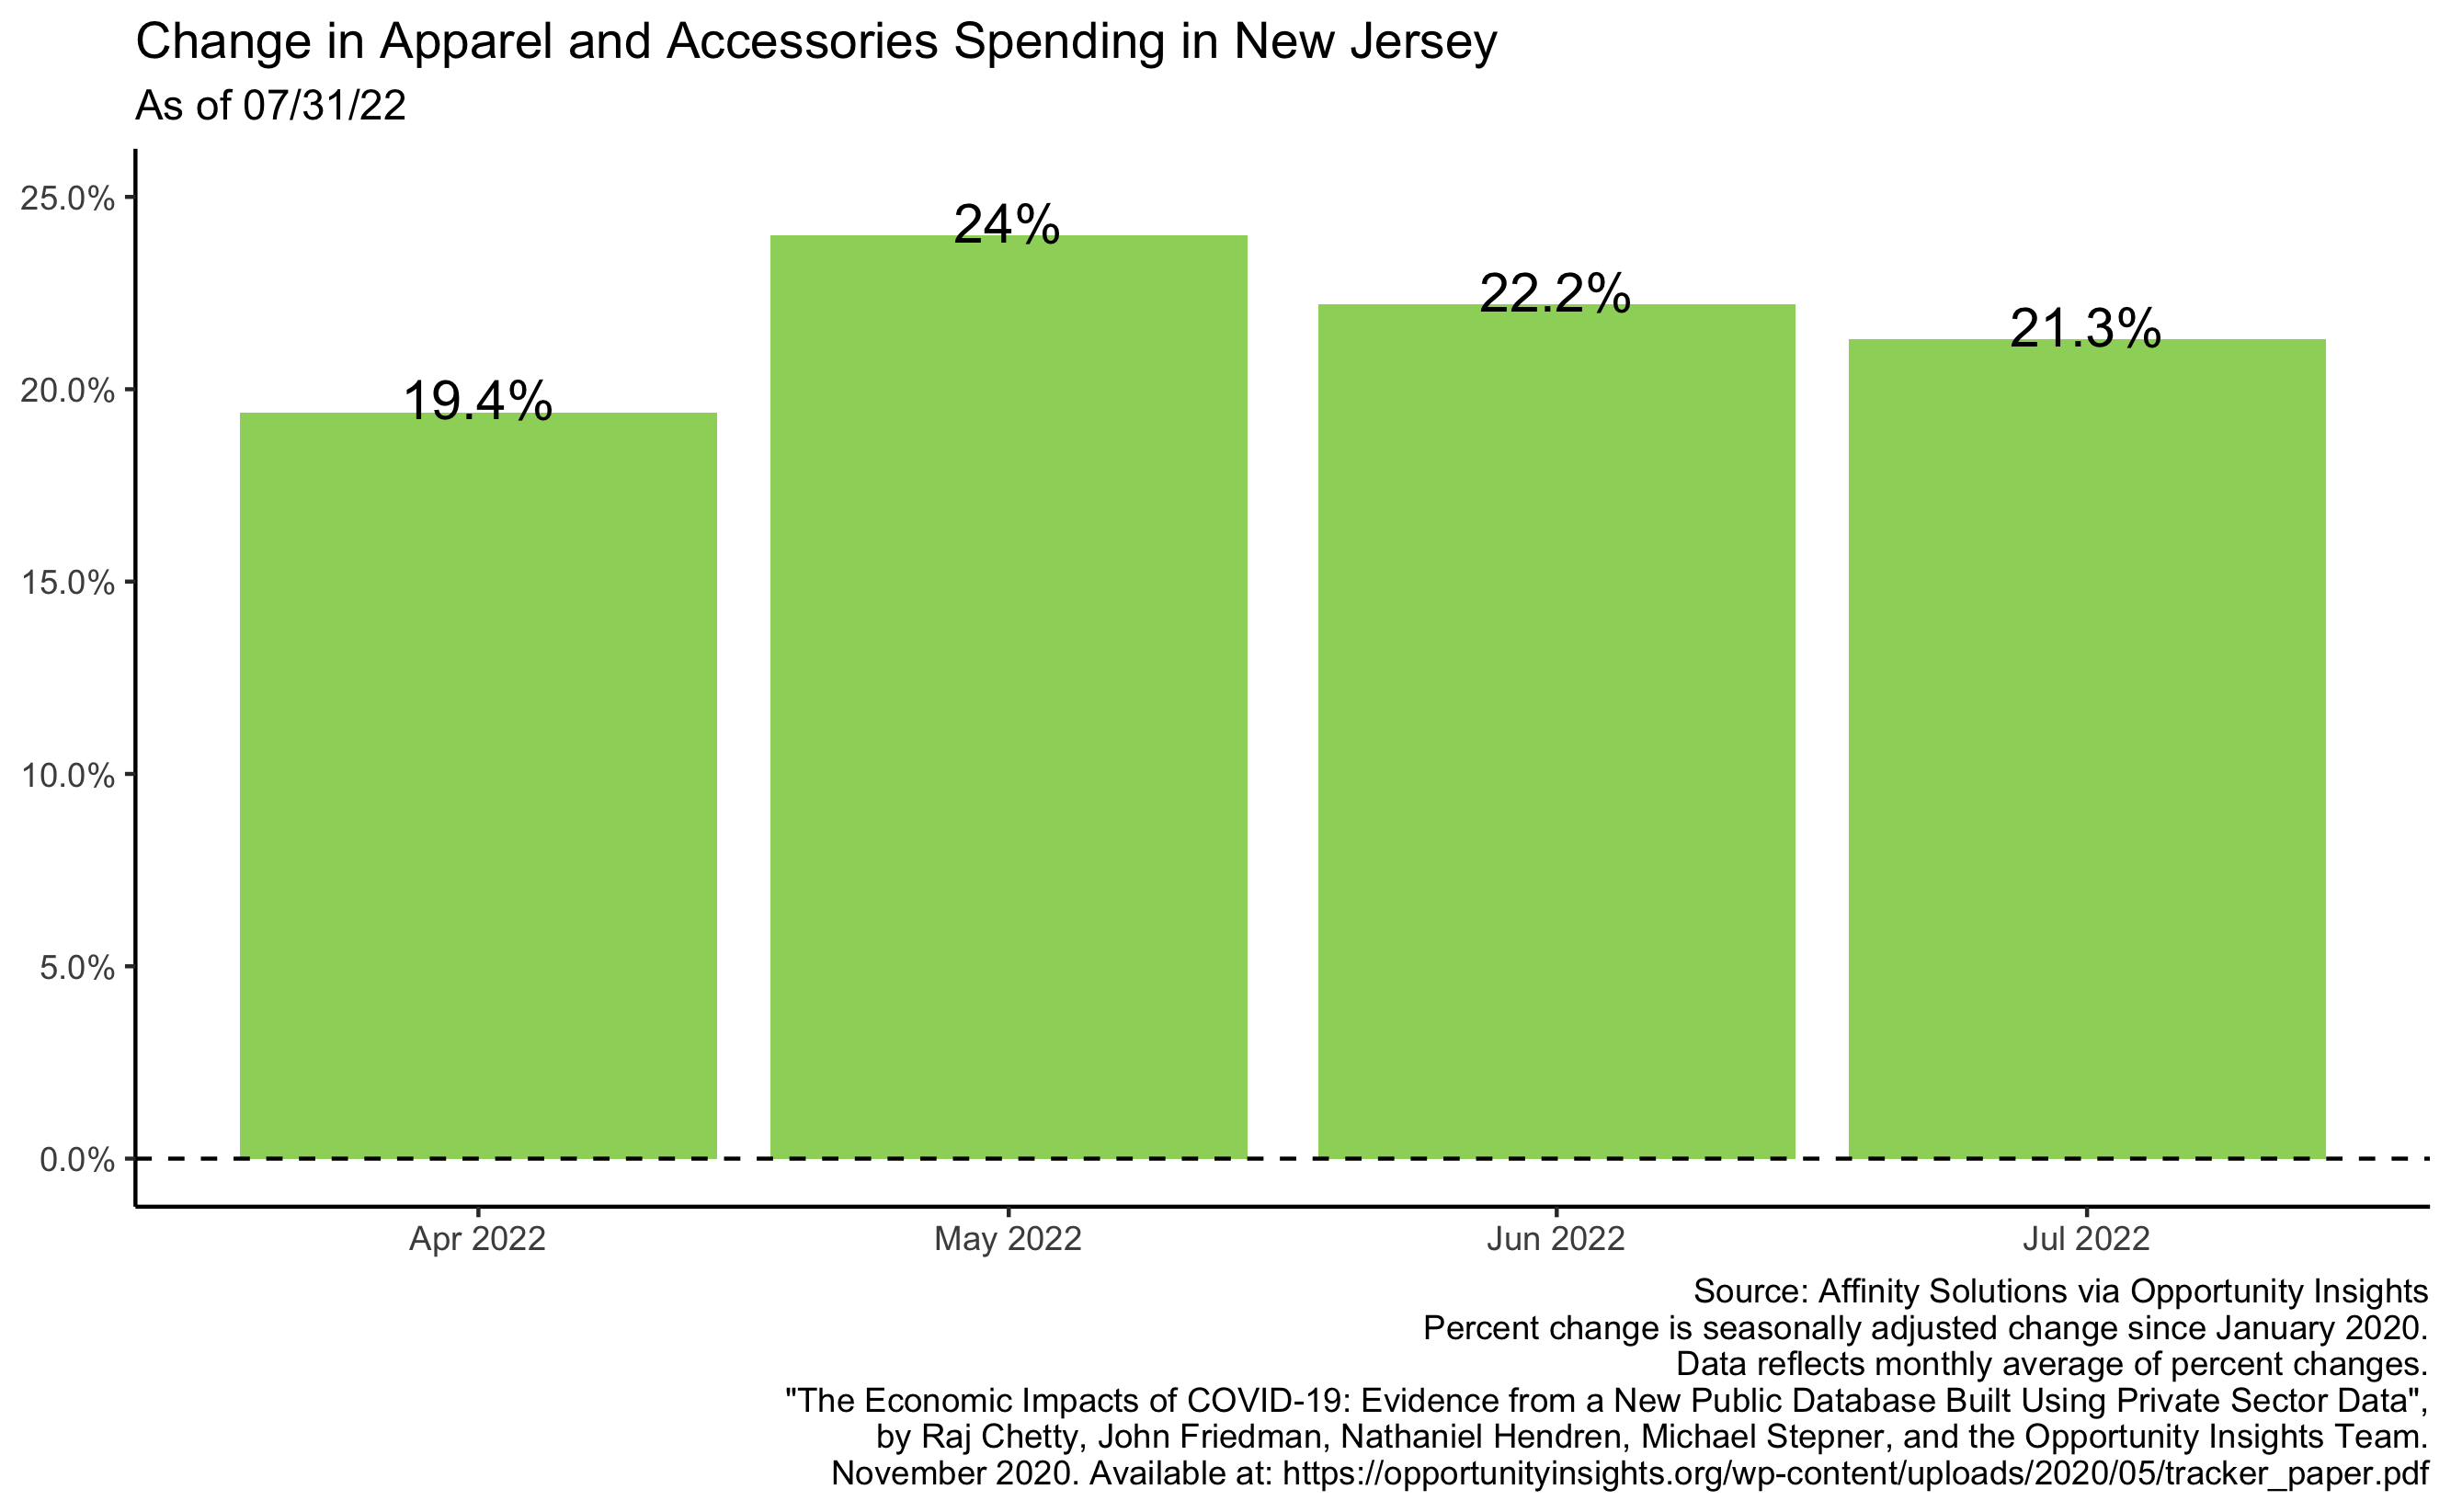 Change in Apparel and Accessories Spending in New Jersey
As of 07/31/22
25.0%
20.0%
15.0%
10.0%
5.0%
0.0%
19.4%
24%
22.2%
21.3%
Apr 2022
May 2022
Jun 2022
Jul 2022
Source: Affinity Solutions via Opportunity Insights
Percent change is seasonally adjusted change since January 2020.
Data reflects monthly average of percent changes.
"The Economic Impacts of COVID-19: Evidence from a New Public Database Built Using Private Sector Data",
by Raj Chetty, John Friedman, Nathaniel Hendren, Michael Stepner, and the Opportunity Insights Team.
November 2020. Available at: https://opportunityinsights.org/wp-content/uploads/2020/05/tracker_paper.pdf